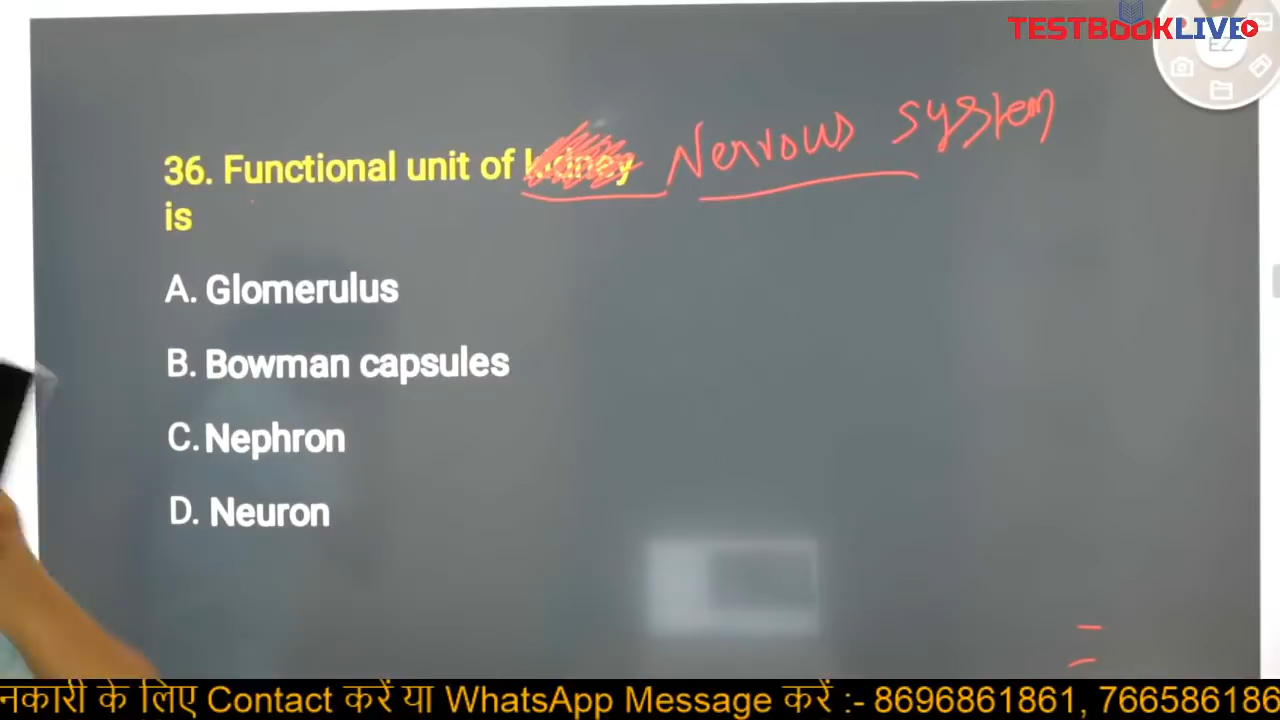 TESTBOOKLIVE
EZ
36. Functional unit of kidney Nervous system
is
A. Glomerulus
B. Bowman capsules
C. Nephron
D. Neuron
नकारी के लिए Contact करें या WhatsApp Message करें :- 8696861861, 766586186